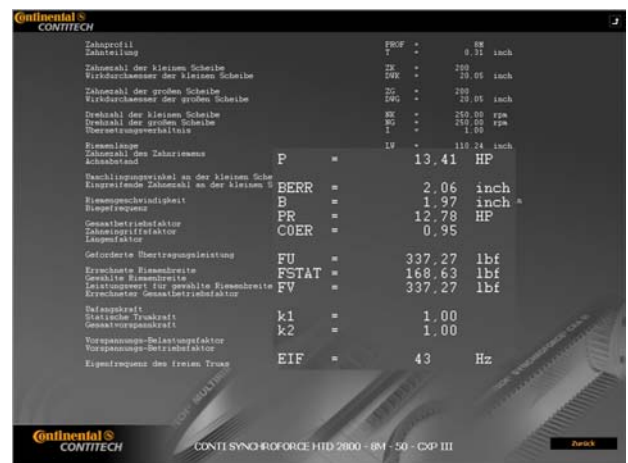 Continental
CONTITECH
Zahnprofil PROF = 8M
Zahnteilung T = 0.31 inch
Zähnezahl der kleinen Scheibe ZK = 200
Wirkdurchmesser der kleinen Scheibe DWK = 20.05 inch
Zähnezahl der großen Scheibe ZG = 200
Wirkdurchmesser der großen Scheibe DWG = 20.05 inch
Drehzahl der kleinen Scheibe NK = 250.00 rpm
Drehzahl der großen Scheibe NG = 250.00 rpm
Übersetzungsverhältnis I = 1.00
Riemenlänge LW = 110.24 inch
Zähnezahl des Zahnriemens
Achsabstand
P = 13,41 HP
Umschlingungswinkel an der kleinen Sche
Eingreifende Zähnezahl an der kleinen S
BERR = 2,06 inch
Riemengeschwindigkeit
B = 1,97 inch
Biegefrequenz
PR = 12,78 HP
Gesamtbetriebsfaktor
C0ER = 0,95
Zahneingriffsfaktor
Längenfaktor
Geforderte Übertragungsleistung
FU = 337,27 lbf
Errechnete Riemenbreite
Gewählte Riemenbreite
FSTAT = 168,63 lbf
Leistungswert für gewählte Riemenbreite
FV = 337,27 lbf
Errechneter Gesamtbetriebsfaktor
Umfangskraft
k1 = 1,00
Statische Trumkraft
Gesamtvorspannkraft
k2 = 1,00
Vorspannungs-Belastungsfaktor
Vorspannungs-Betriebsfaktor
EIF = 43 Hz
Eigenfrequenz des freien Trums
Continental
CONTITECH
CONTI SYNCHROFORCE HTD 2800 - 8M - 50 - CXP III
Zurück